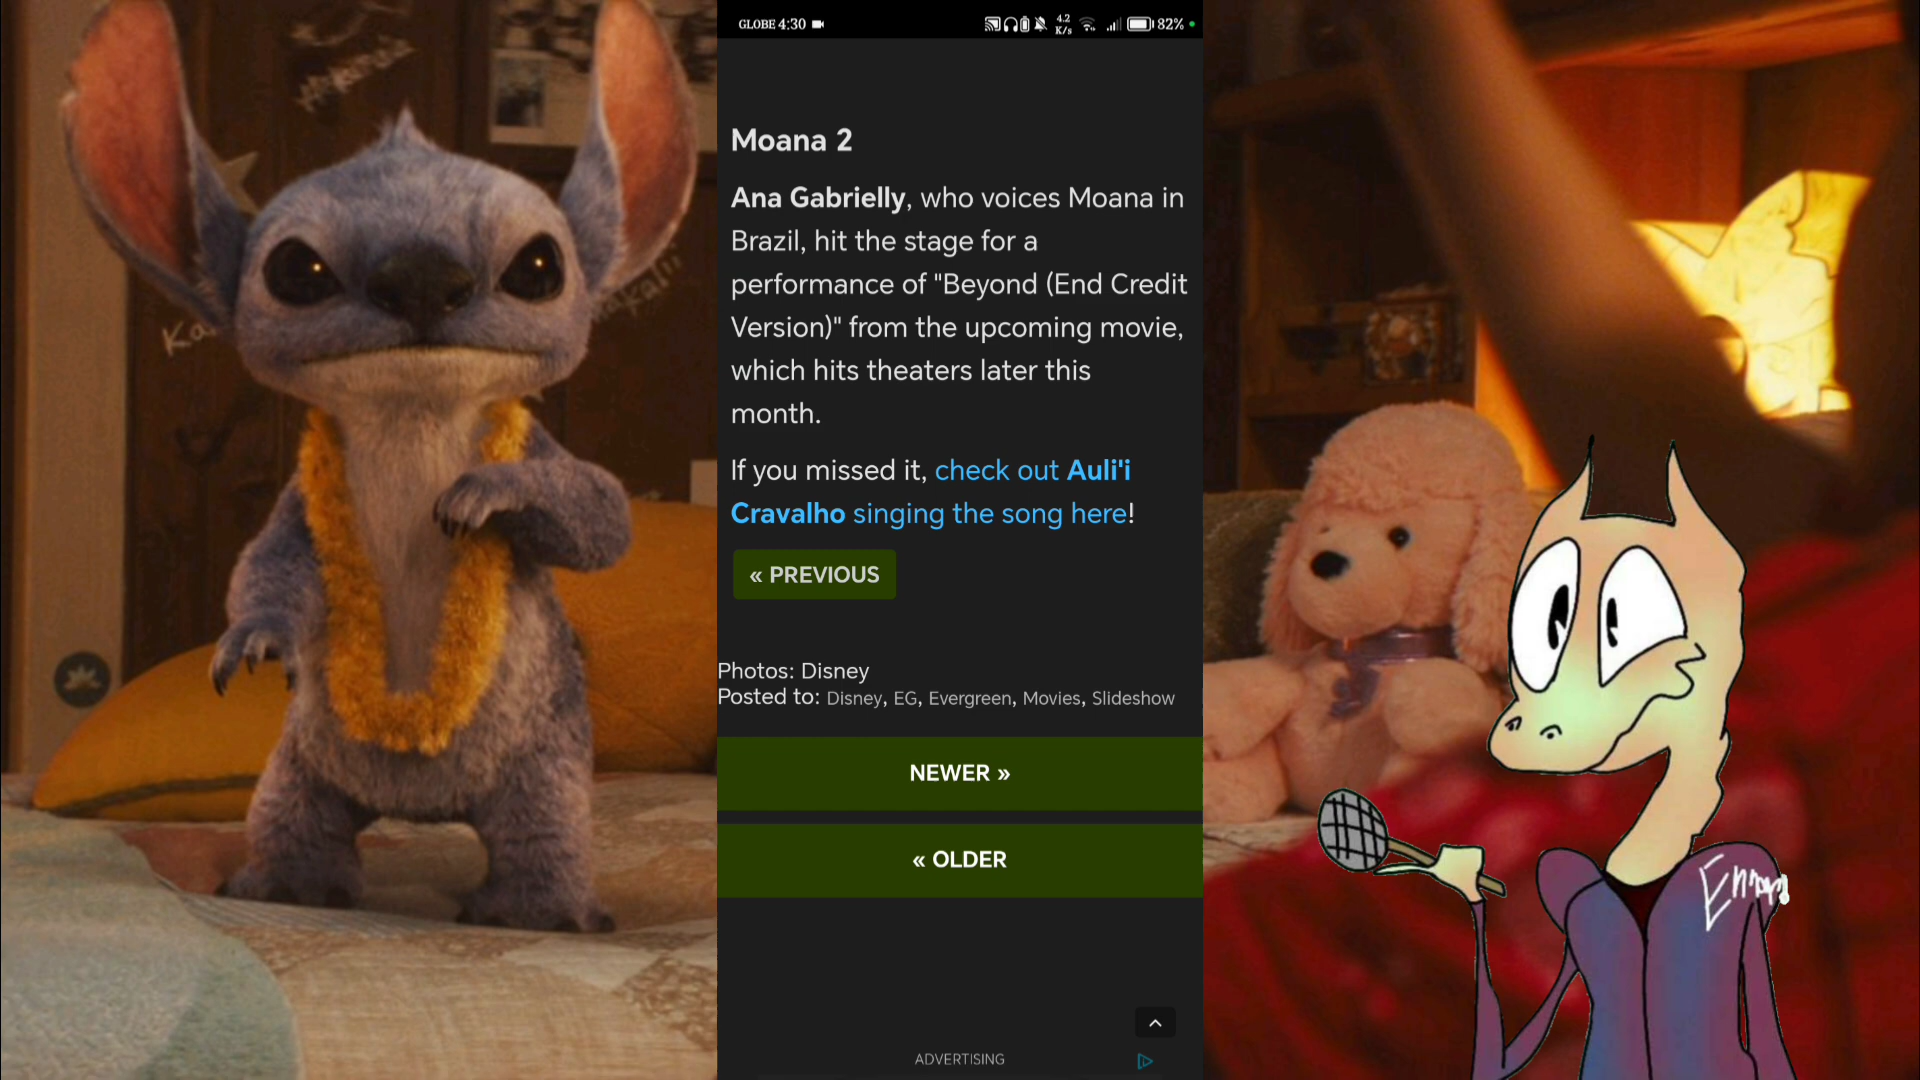 GLOBE 4:30
4.2
K/s
82%
Moana 2
Ana Gabrielly, who voices Moana in
Brazil, hit the stage for a
performance of "Beyond (End Credit
Version)" from the upcoming movie,
which hits theaters later this
month.
If you missed it, check out Auli'i
Cravalho singing the song here!
« PREVIOUS
Photos: Disney
Posted to: Disney, EG, Evergreen, Movies, Slideshow
NEWER »
« OLDER
ADVERTISING